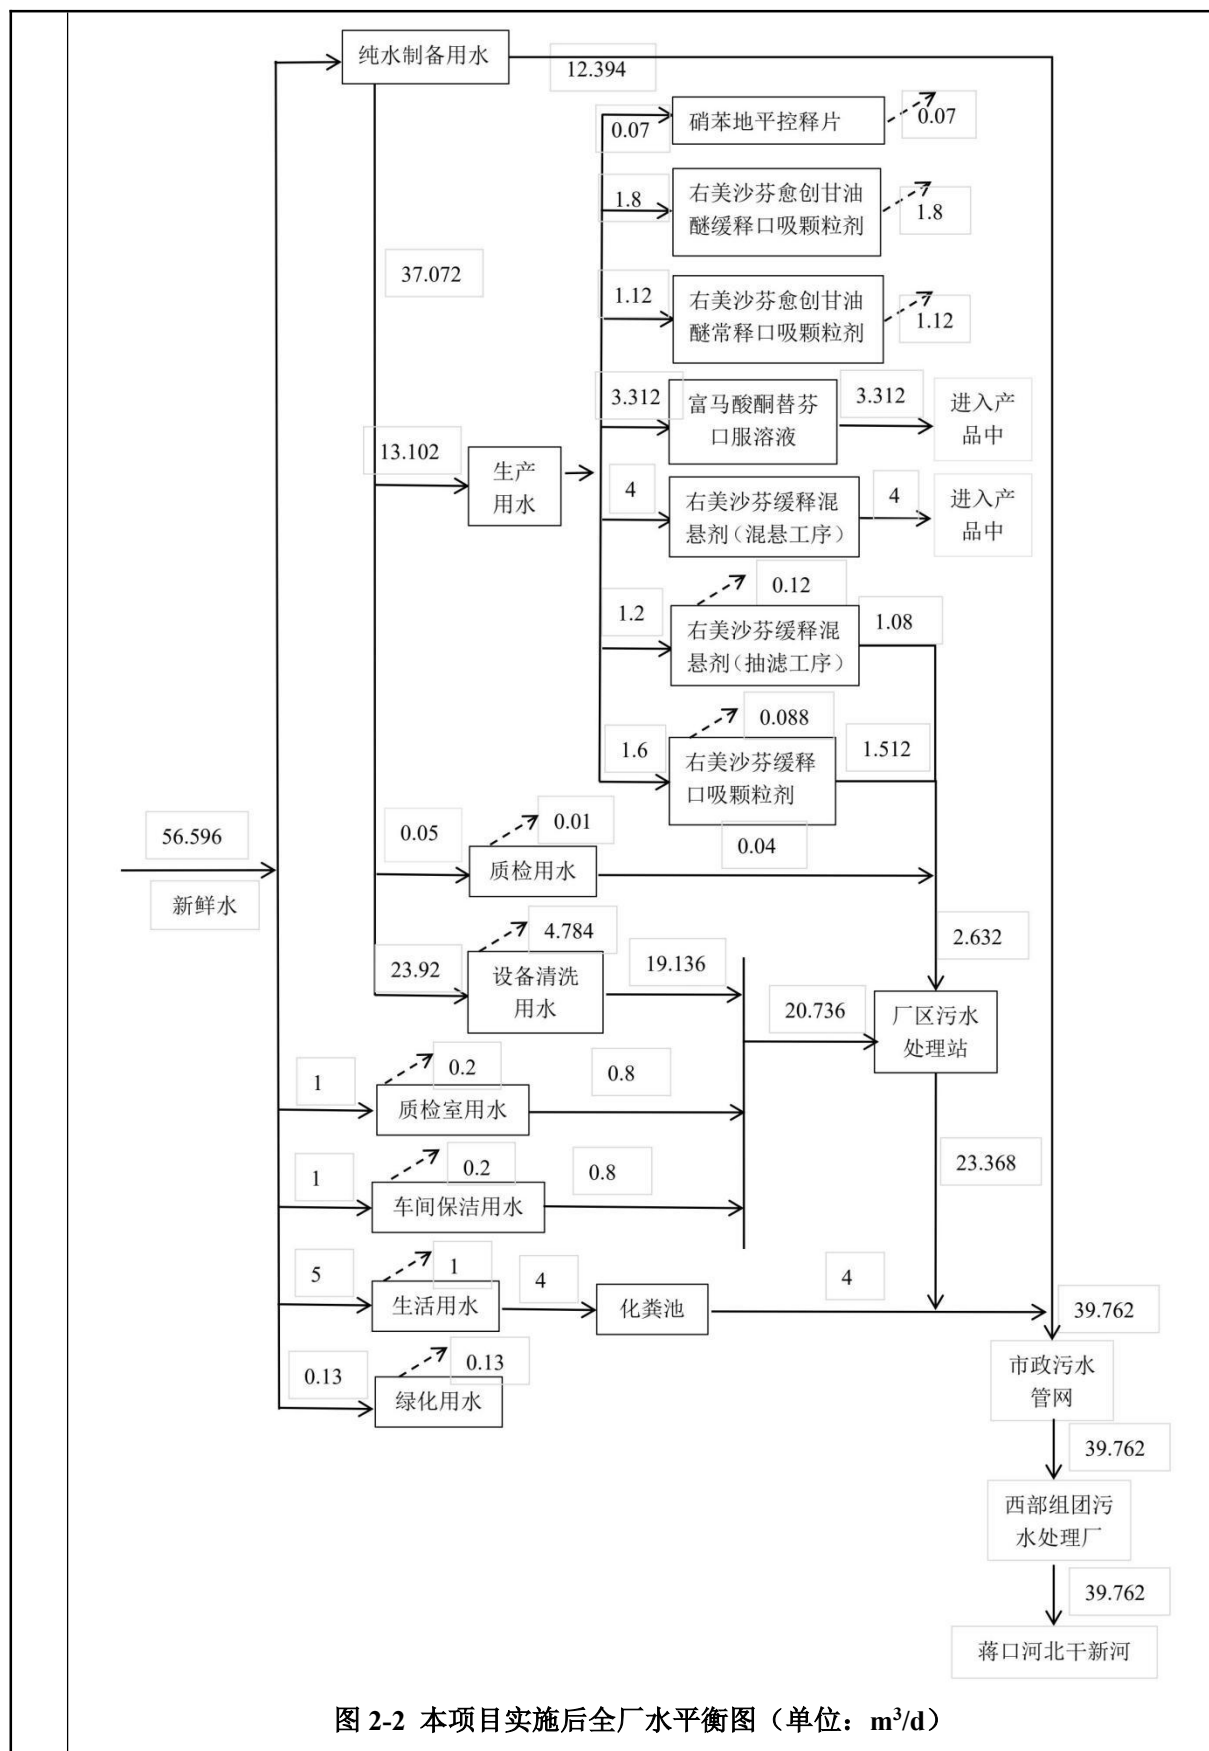 纯水制备用水
12.394
0.07
硝苯地平控释片
0.07
1.8
右美沙芬愈创甘油
醚缓释口吸颗粒剂
1.8
37.072
1.12
右美沙芬愈创甘油
醚常释口吸颗粒剂
1.12
3.312
富马酸酮替芬
口服溶液
3.312
进入产
品中
13.102
生产
用水
4
右美沙芬缓释混
悬剂（混悬工序）
4
进入产
品中
0.12
1.2
右美沙芬缓释混
悬剂（抽滤工序）
1.08
0.088
1.6
右美沙芬缓释
口吸颗粒剂
1.512
56.596
新鲜水
0.05
0.01
质检用水
0.04
4.784
23.92
设备清洗
用水
19.136
2.632
20.736
厂区污水
处理站
1
0.2
质检室用水
0.8
1
0.2
车间保洁用水
0.8
23.368
5
1
生活用水
4
化粪池
4
39.762
0.13
0.13
绿化用水
市政污水
管网
39.762
西部组团污
水处理厂
39.762
蒋口河北干新河
图 2-2 本项目实施后全厂水平衡图（单位：m³/d）